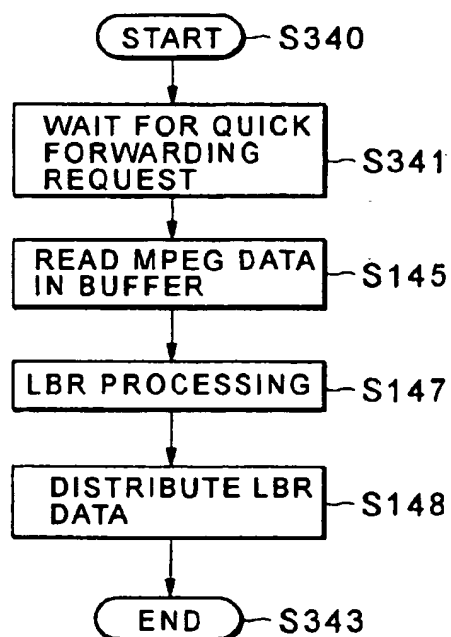 START S340
WAIT FOR QUICK
FORWARDING
REQUEST S341
READ MPEG DATA
IN BUFFER S145
LBR PROCESSING S147
DISTRIBUTE LBR
DATA S148
END S343